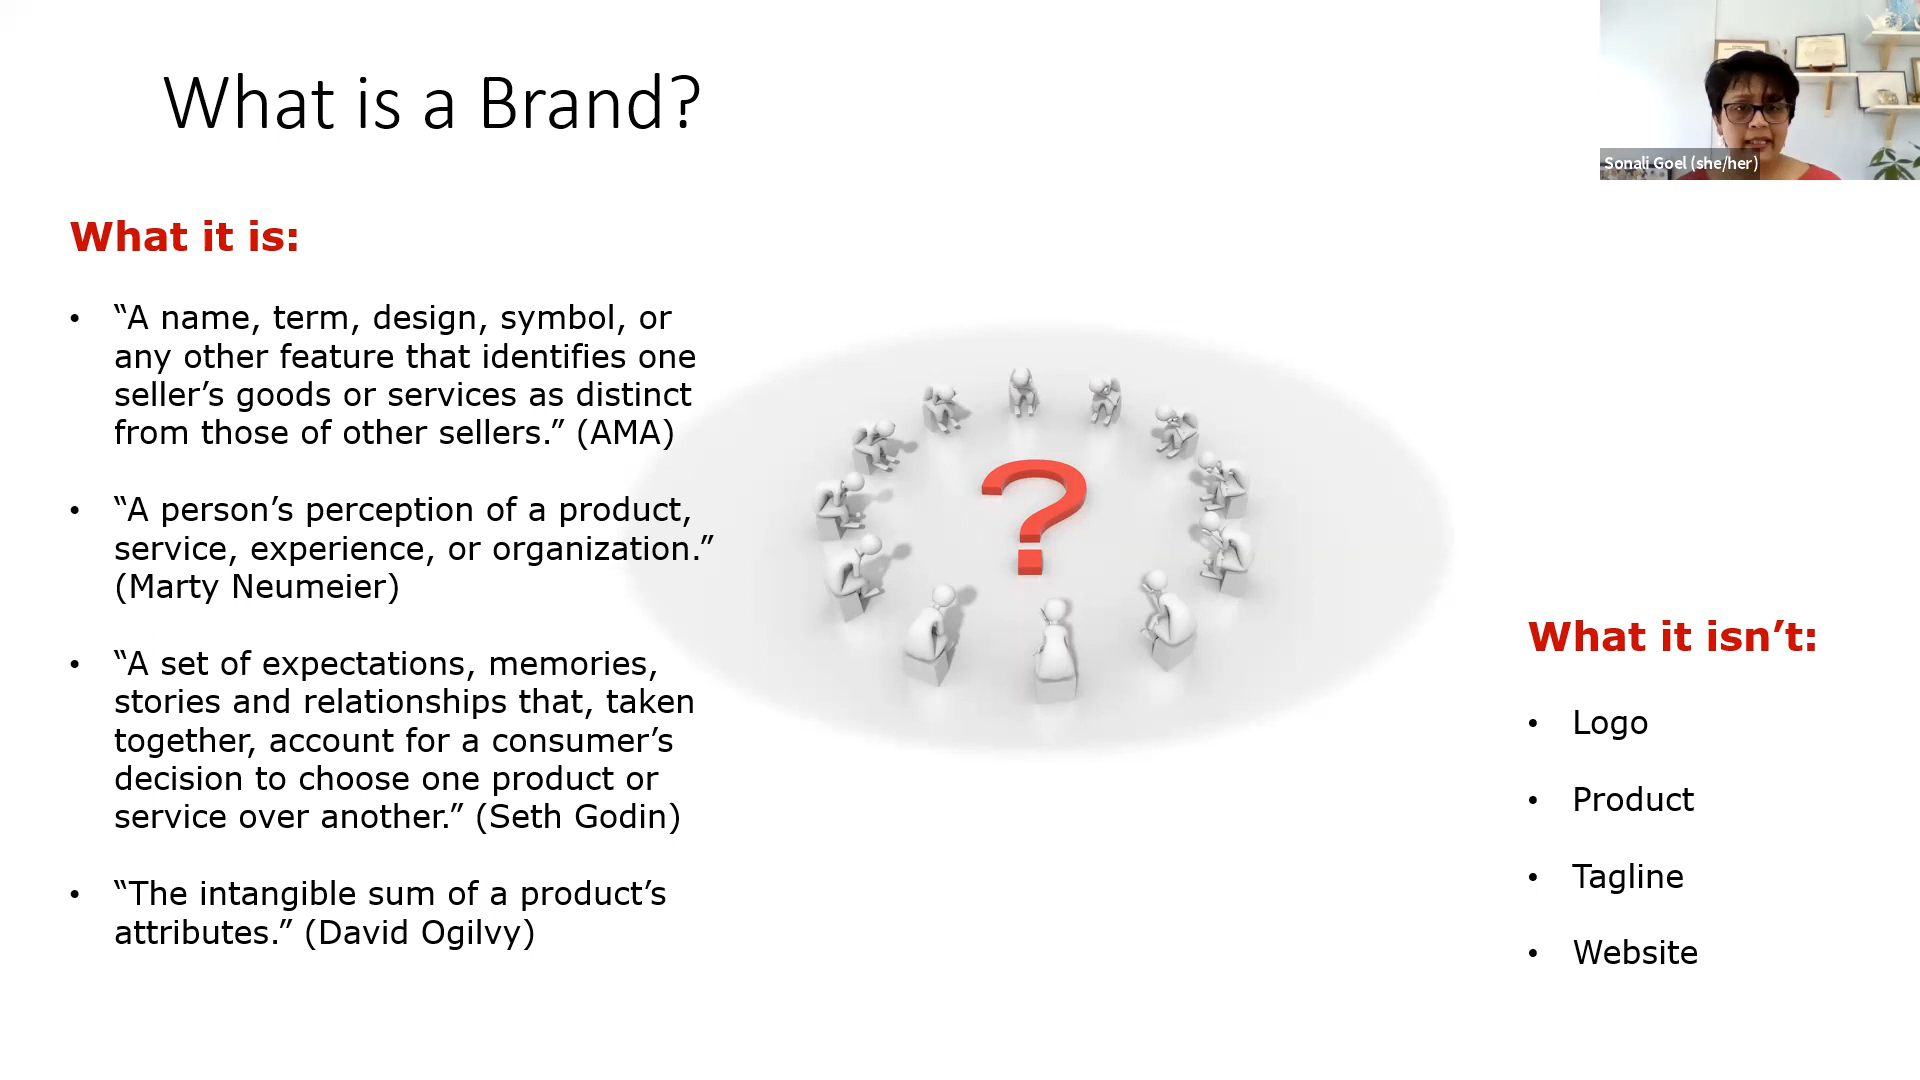 What is a Brand?
Sonali Goel (she/her)
What it is:
• “A name, term, design, symbol, or
any other feature that identifies one
seller’s goods or services as distinct
from those of other sellers.” (AMA)
• “A person’s perception of a product,
service, experience, or organization.”
(Marty Neumeier)
• “A set of expectations, memories,
stories and relationships that, taken
together, account for a consumer’s
decision to choose one product or
service over another.” (Seth Godin)
• “The intangible sum of a product’s
attributes.” (David Ogilvy)
?
What it isn’t:
• Logo
• Product
• Tagline
• Website